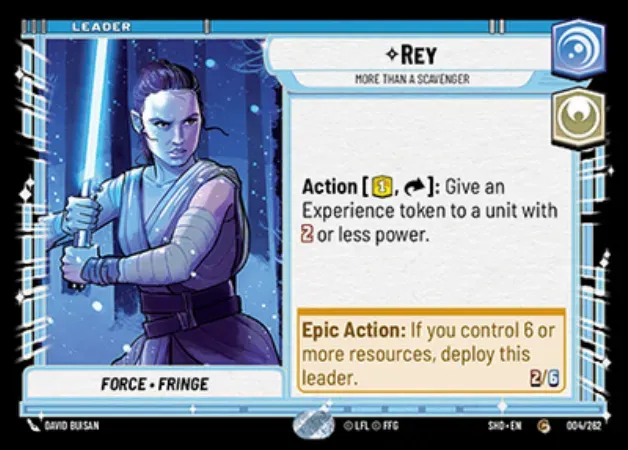 LEADER
REY
MORE THAN A SCAVENGER
Action [1, ]: Give an
Experience token to a unit with
2 or less power.
Epic Action: If you control 6 or
more resources, deploy this
leader.
2/6
FORCE • FRINGE
DAVID BUISAN
© LFL © FFG
SHD • EN
C
004/262